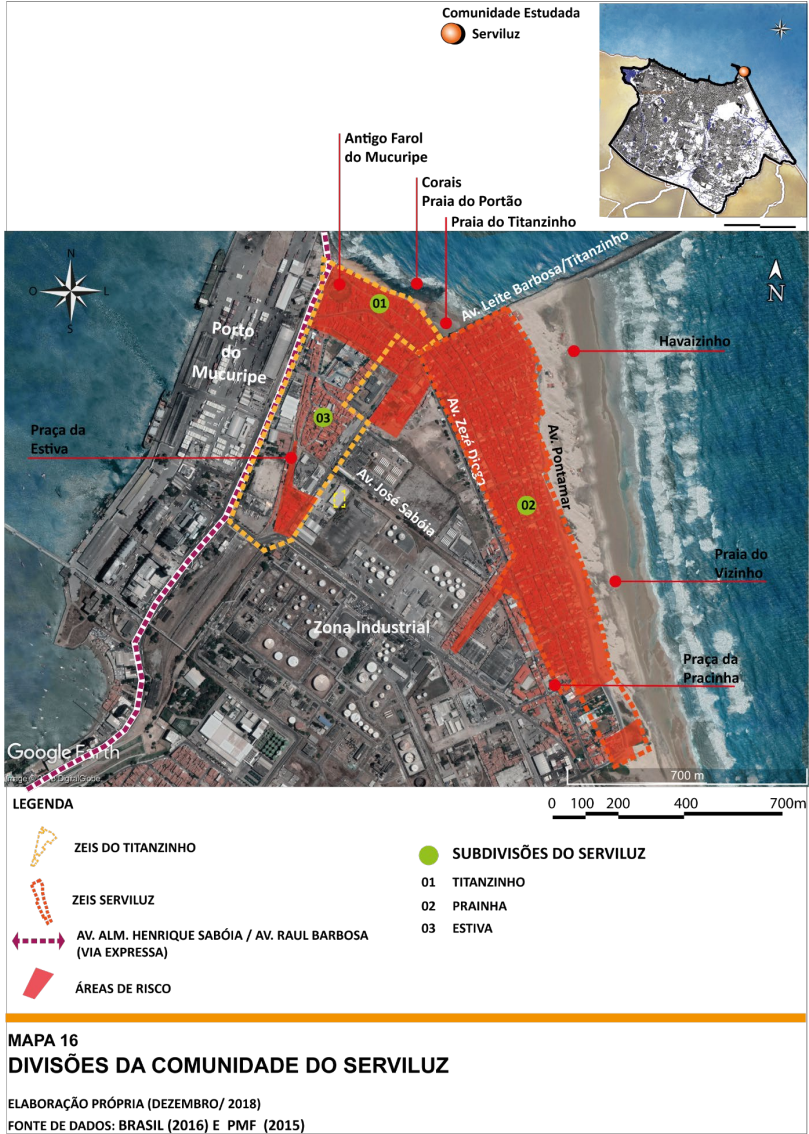 Comunidade Estudada
Serviluz
Antigo Farol
do Mucuripe
Corais
Praia do Portão
Praia do Titanzinho
Av. Leite Barbosa/Titanzinho
N
O
L
S
N
01
Porto
do
Mucuripe
Havaizinho
03
Praça da
Estiva
Av. Zezé Diogo
Av. Pontamar
Av. José Sabóia
02
Praia do
Vizinho
Zona Industrial
Praça da
Pracinha
Google Earth
700 m
LEGENDA
0 100 200 400 700m
ZEIS DO TITANZINHO
ZEIS SERVILUZ
AV. ALM. HENRIQUE SABÓIA / AV. RAUL BARBOSA
(VIA EXPRESSA)
ÁREAS DE RISCO
SUBDIVISÕES DO SERVILUZ
01 TITANZINHO
02 PRAINHA
03 ESTIVA
MAPA 16
DIVISÕES DA COMUNIDADE DO SERVILUZ
ELABORAÇÃO PRÓPRIA (DEZEMBRO/ 2018)
FONTE DE DADOS: BRASIL (2016) E PMF (2015)